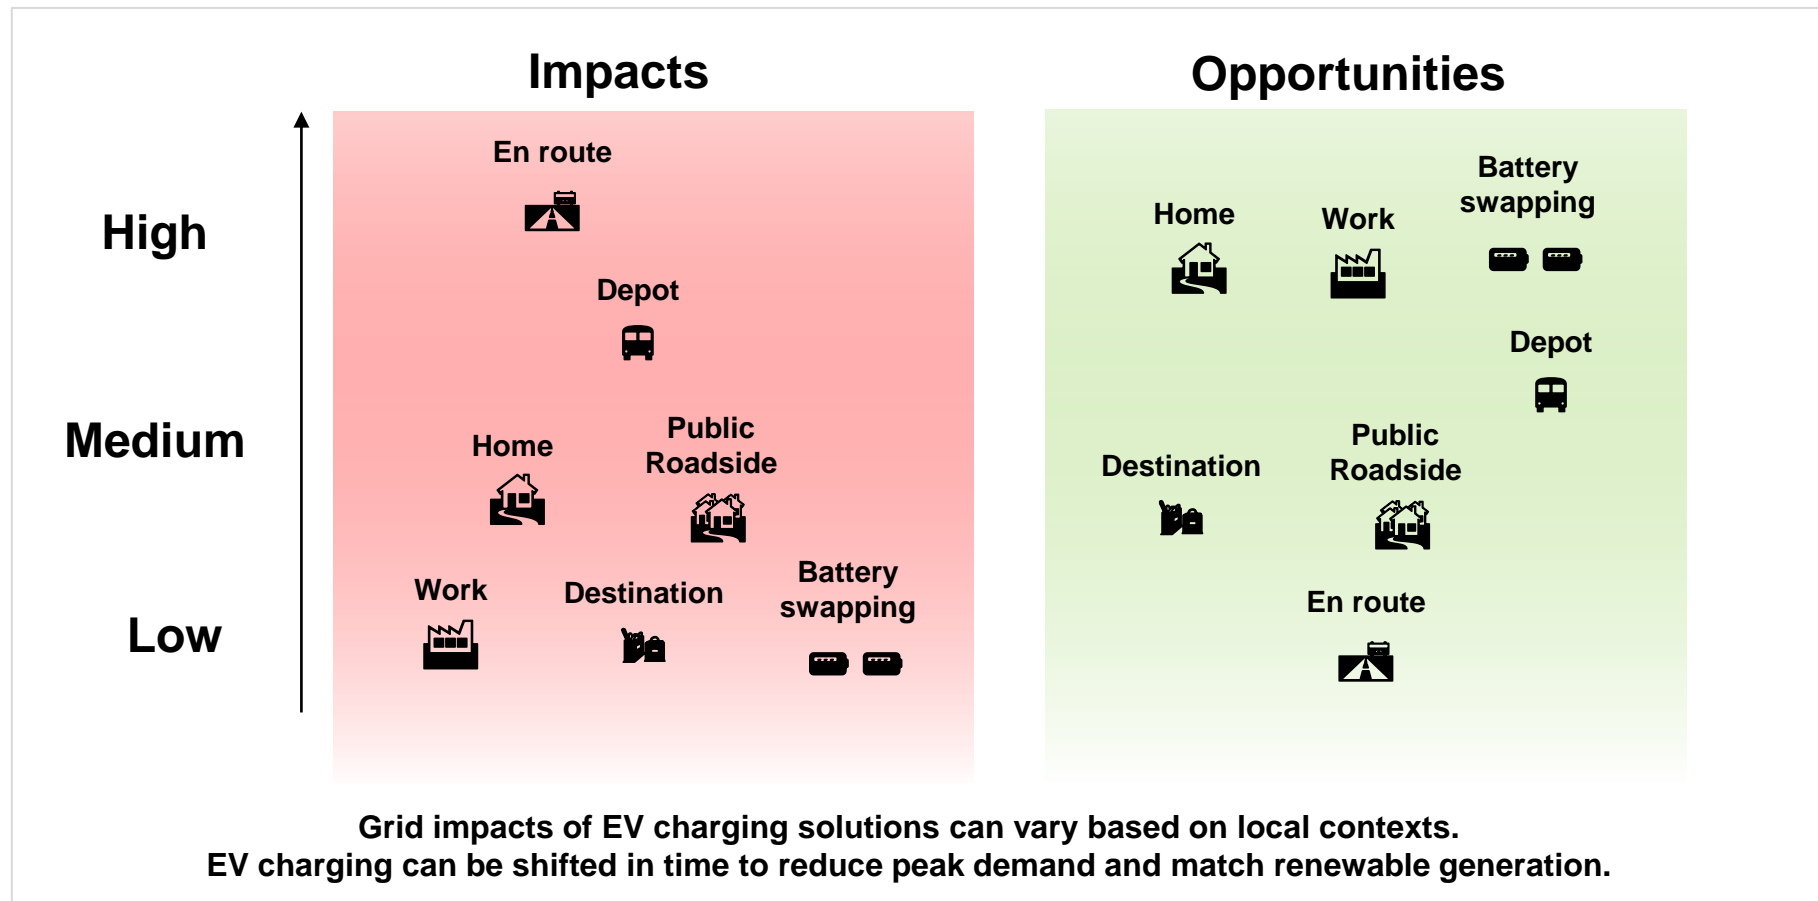 Impacts
Opportunities
High
Medium
Low
En route
Depot
Home
Public
Roadside
Work
Destination
Battery
swapping
Home
Work
Battery
swapping
Depot
Destination
Public
Roadside
En route
Grid impacts of EV charging solutions can vary based on local contexts.
EV charging can be shifted in time to reduce peak demand and match renewable generation.